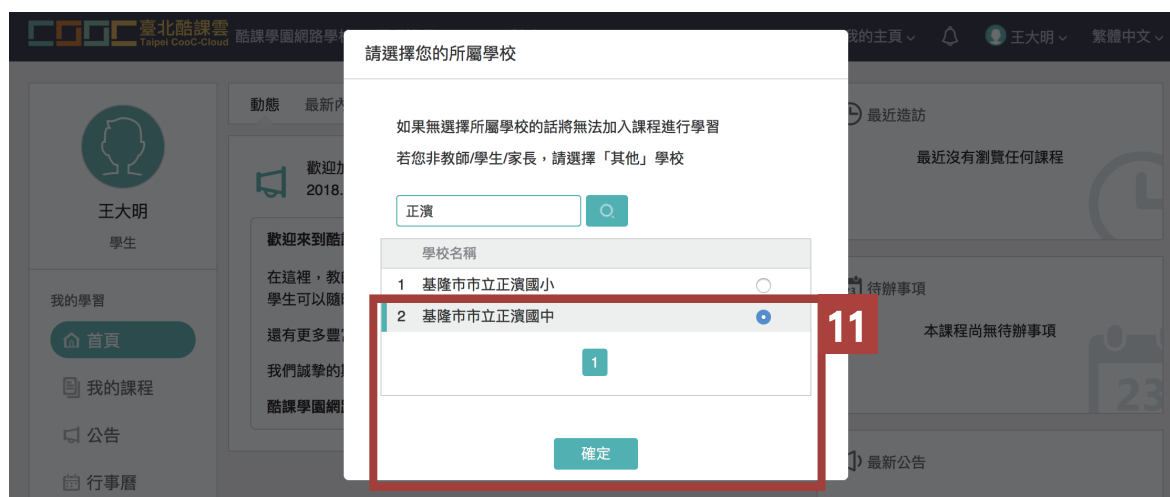 臺北酷課雲
Taipei CooC-Cloud
酷課學園網路學校
我的主頁
王大明
繁體中文
請選擇您的所屬學校
如果無選擇所屬學校的話將無法加入課程進行學習
若您非教師/學生/家長，請選擇「其他」學校
正濱
學校名稱
1 基隆市市立正濱國小
2 基隆市市立正濱國中
1
確定
11
王大明
學生
我的學習
首頁
我的課程
公告
行事曆
動態 最新內
歡迎加
2018.
歡迎來到酷課
在這裡，教
學生可以隨
還有更多豐
我們誠摯的
酷課學園網
最近造訪
最近沒有瀏覽任何課程
待辦事項
本課程尚無待辦事項
23
最新公告